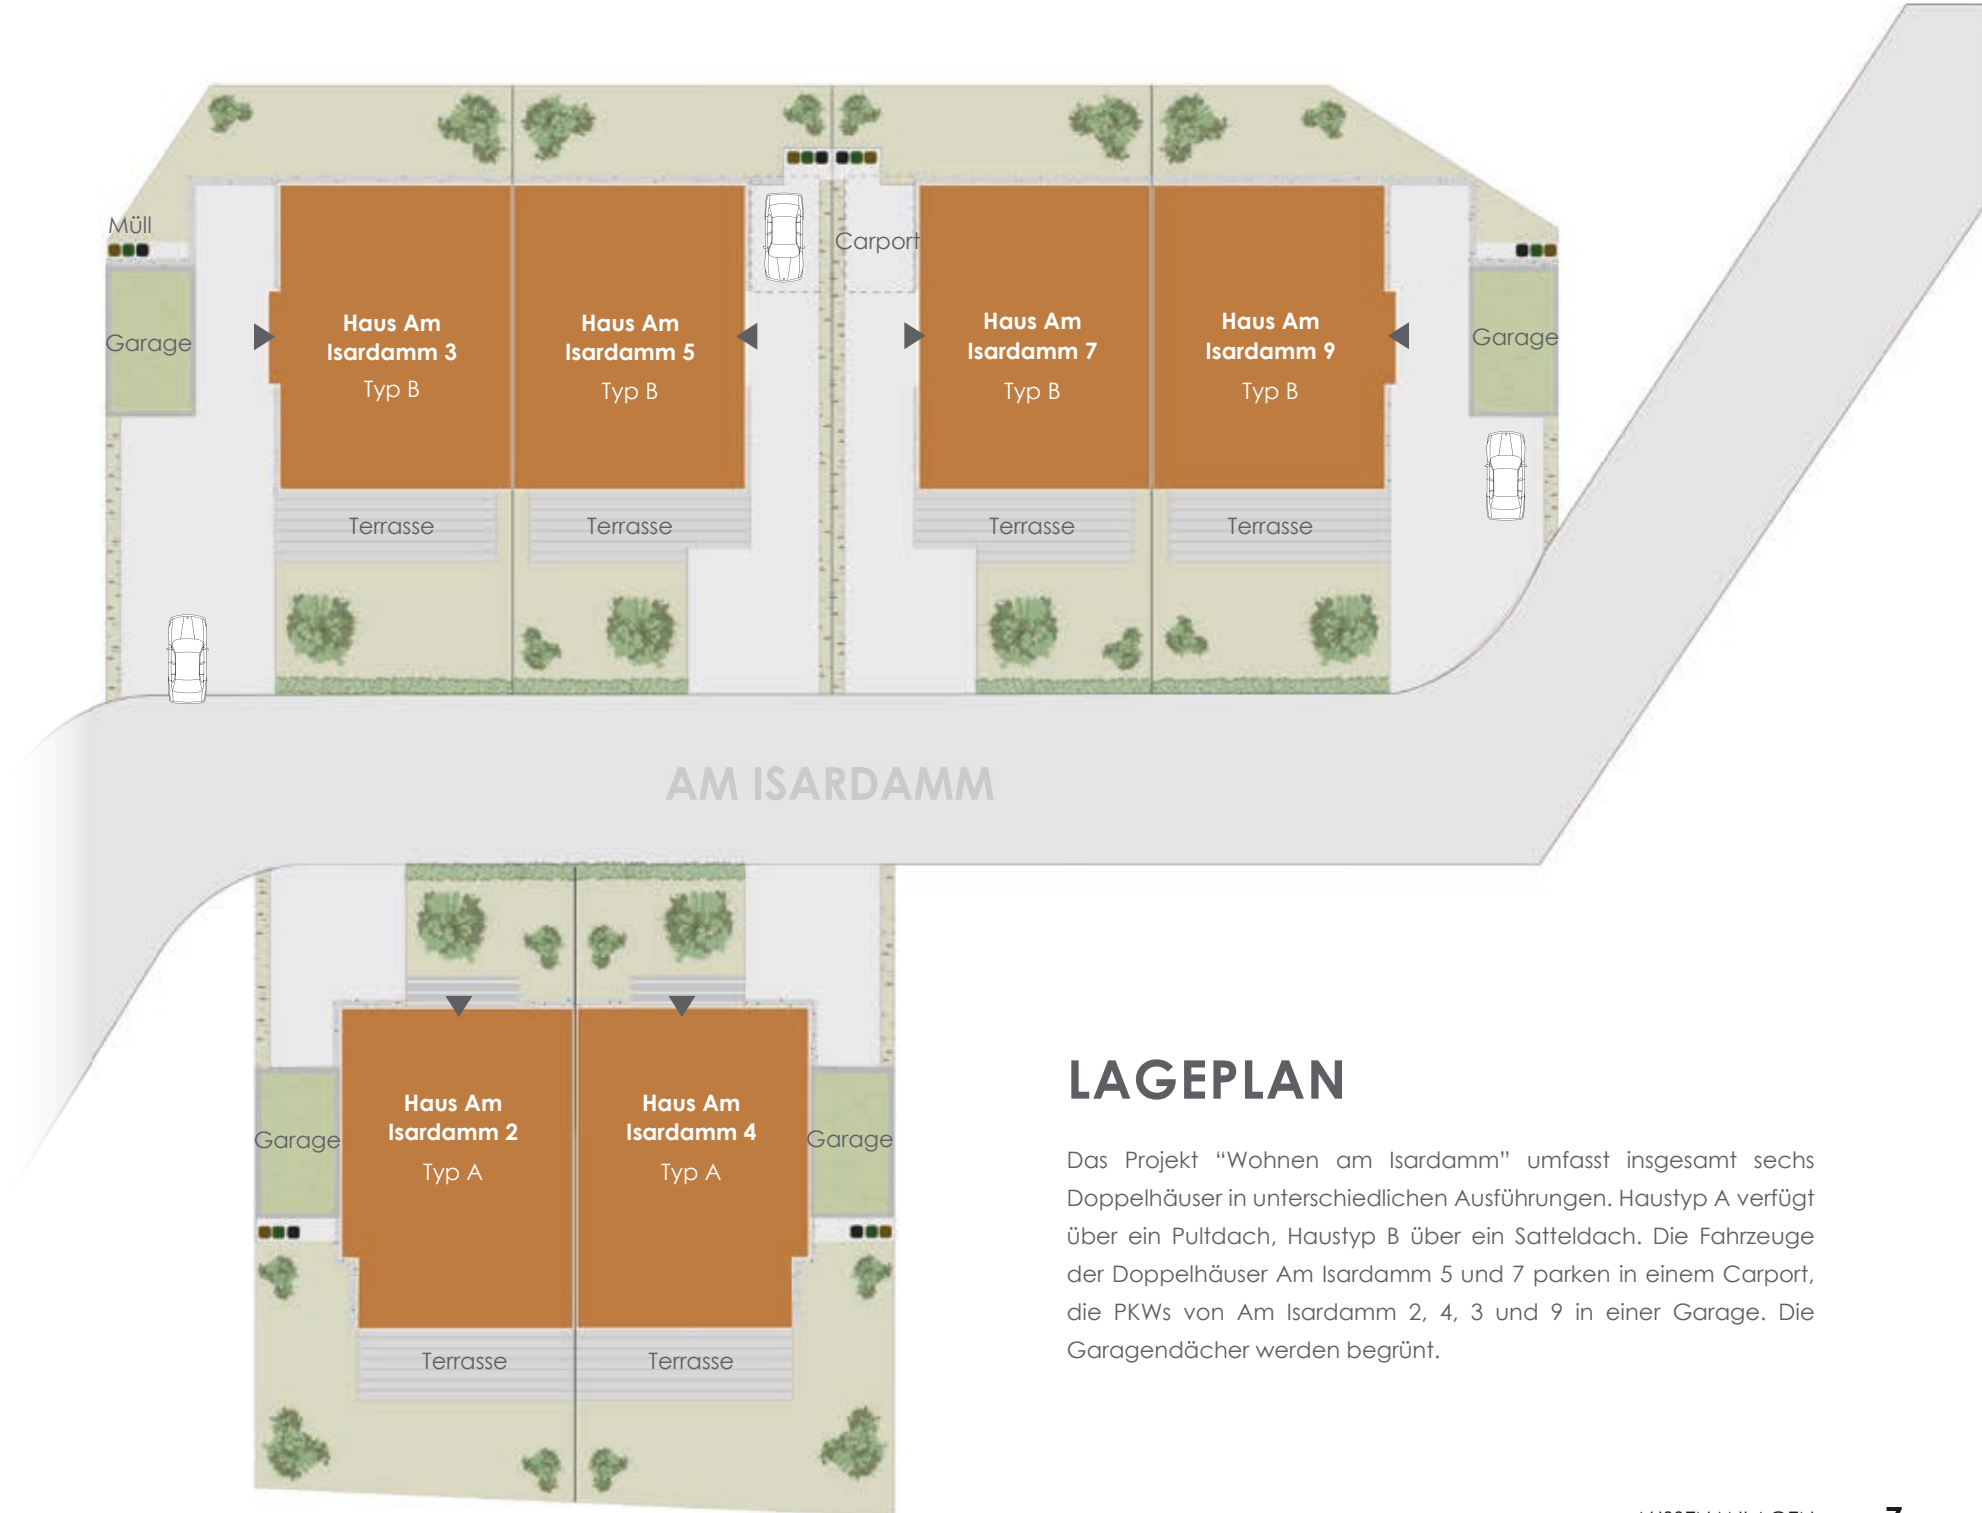 Müll
Garage
Haus Am
Isardamm 3
Typ B
Haus Am
Isardamm 5
Typ B
Carport
Haus Am
Isardamm 7
Typ B
Haus Am
Isardamm 9
Typ B
Garage
Terrasse
Terrasse
Terrasse
Terrasse
AM ISARDAMM
Garage
Haus Am
Isardamm 2
Typ A
Haus Am
Isardamm 4
Typ A
Garage
Terrasse
Terrasse
LAGEPLAN
Das Projekt “Wohnen am Isardamm” umfasst insgesamt sechs
Doppelhäuser in unterschiedlichen Ausführungen. Haustyp A verfügt
über ein Pultdach, Haustyp B über ein Satteldach. Die Fahrzeuge
der Doppelhäuser Am Isardamm 5 und 7 parken in einem Carport,
die PKWs von Am Isardamm 2, 4, 3 und 9 in einer Garage. Die
Garagendächer werden begrünt.